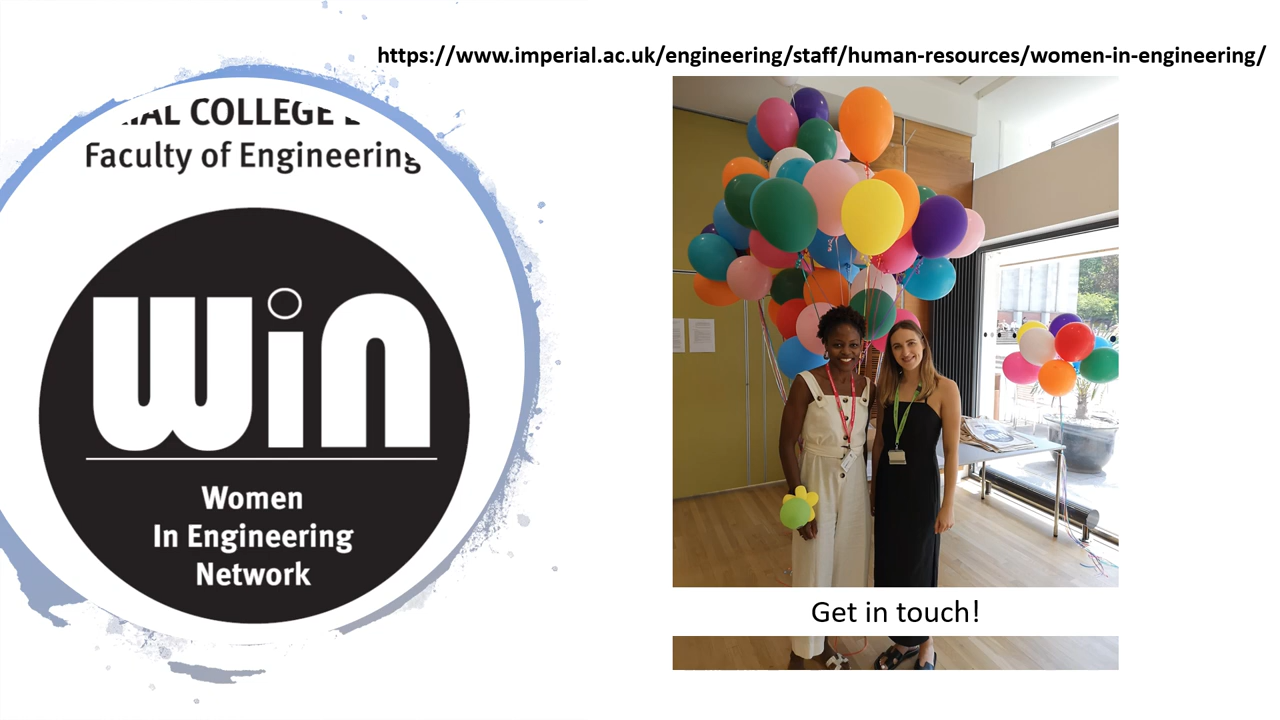 https://www.imperial.ac.uk/engineering/staff/human-resources/women-in-engineering/
COLLEGE
Faculty of Engineering
win
Women
In Engineering
Network
Get in touch!